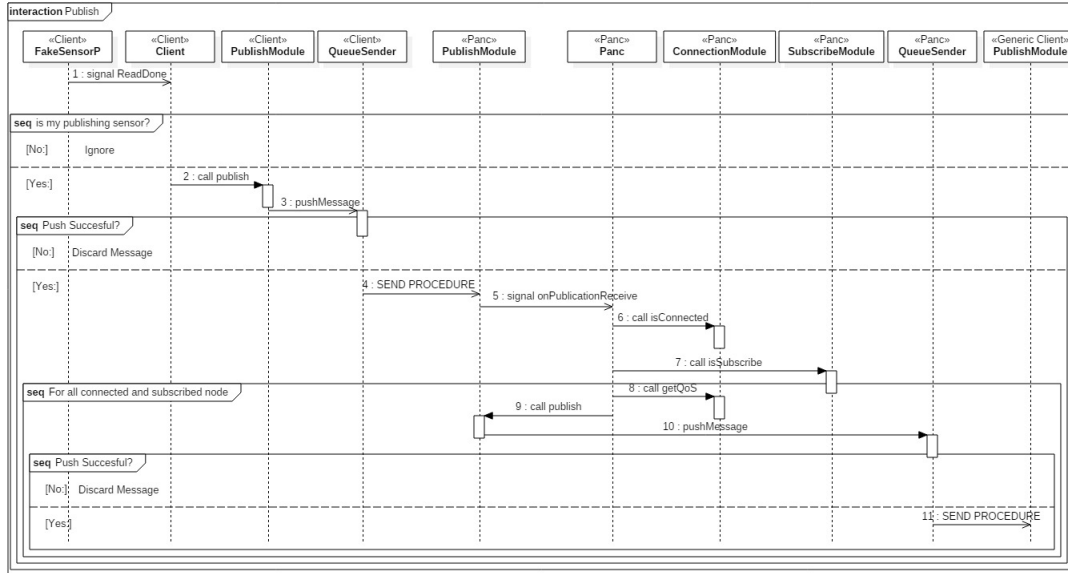 interaction Publish
«Client» «Client» «Client» «Client» «Panc» «Panc» «Panc» «Panc» «Panc» «Generic Client»
FakeSensorP Client PublishModule QueueSender PublishModule Panc ConnectionModule SubscribeModule QueueSender PublishModule
1 : signal ReadDone
seq is my publishing sensor?
[No:] Ignore
[Yes:]
2 : call publish
3 : pushMessage
seq Push Succesful?
[No:] Discard Message
[Yes:]
4 : SEND PROCEDURE
5 : signal onPublicationReceive
6 : call isConnected
7 : call isSubscribe
seq For all connected and subscribed node
8 : call getQoS
9 : call publish
10 : pushMessage
seq Push Succesful?
[No:] Discard Message
[Yes:]
11 : SEND PROCEDURE